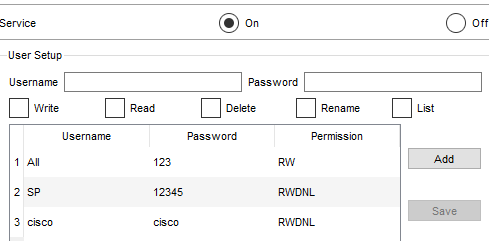 Service On Off
User Setup
Username Password
Write Read Delete Rename List
Username Password Permission
1 All 123 RW
Add
2 SP 12345 RWDNL
Save
3 cisco cisco RWDNL